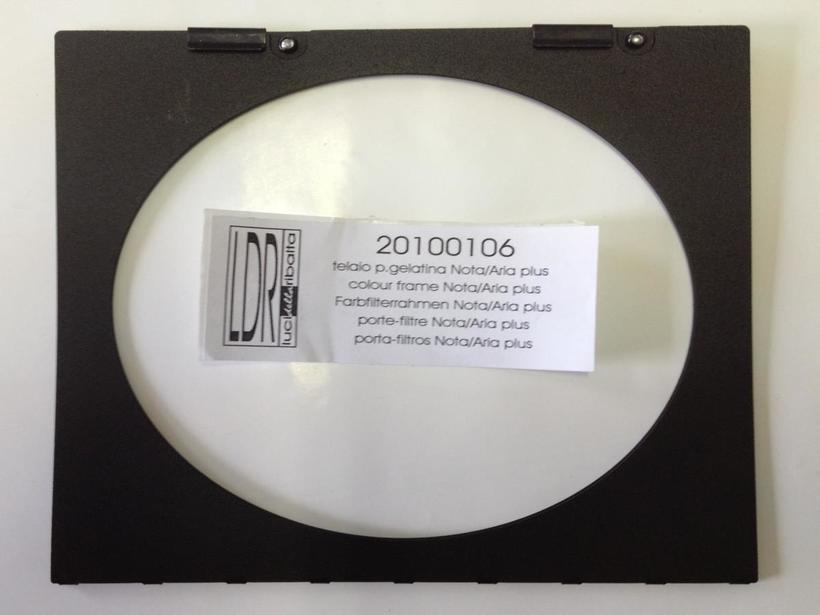 LDR
luci della ribalta
20100106
telaio p.gelatina Nota/Aria plus
colour frame Nota/Aria plus
Farbfilterrahmen Nota/Aria plus
porte-filtre Nota/Aria plus
porta-filtros Nota/Aria plus